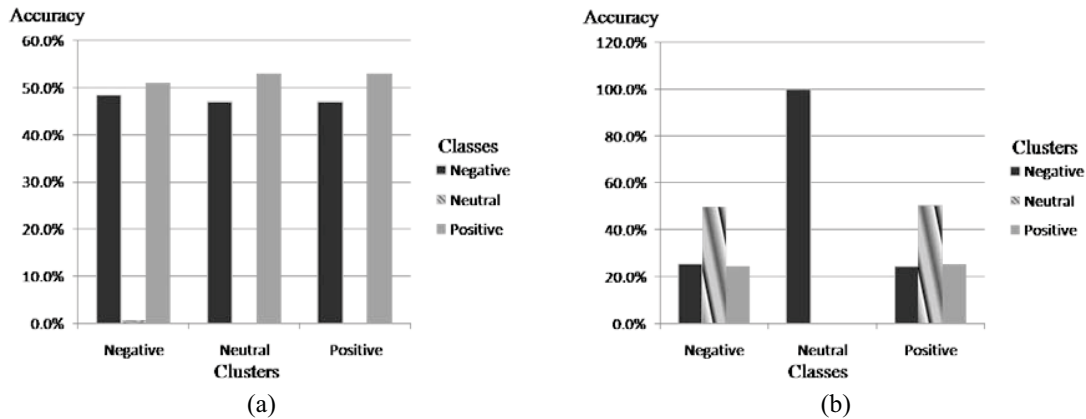 Accuracy
60.0%
50.0%
40.0%
30.0%
20.0%
10.0%
0.0%
Negative Neutral Positive
Clusters
Classes
Negative
Neutral
Positive
(a)
Accuracy
120.0%
100.0%
80.0%
60.0%
40.0%
20.0%
0.0%
Negative Neutral Positive
Classes
Clusters
Negative
Neutral
Positive
(b)